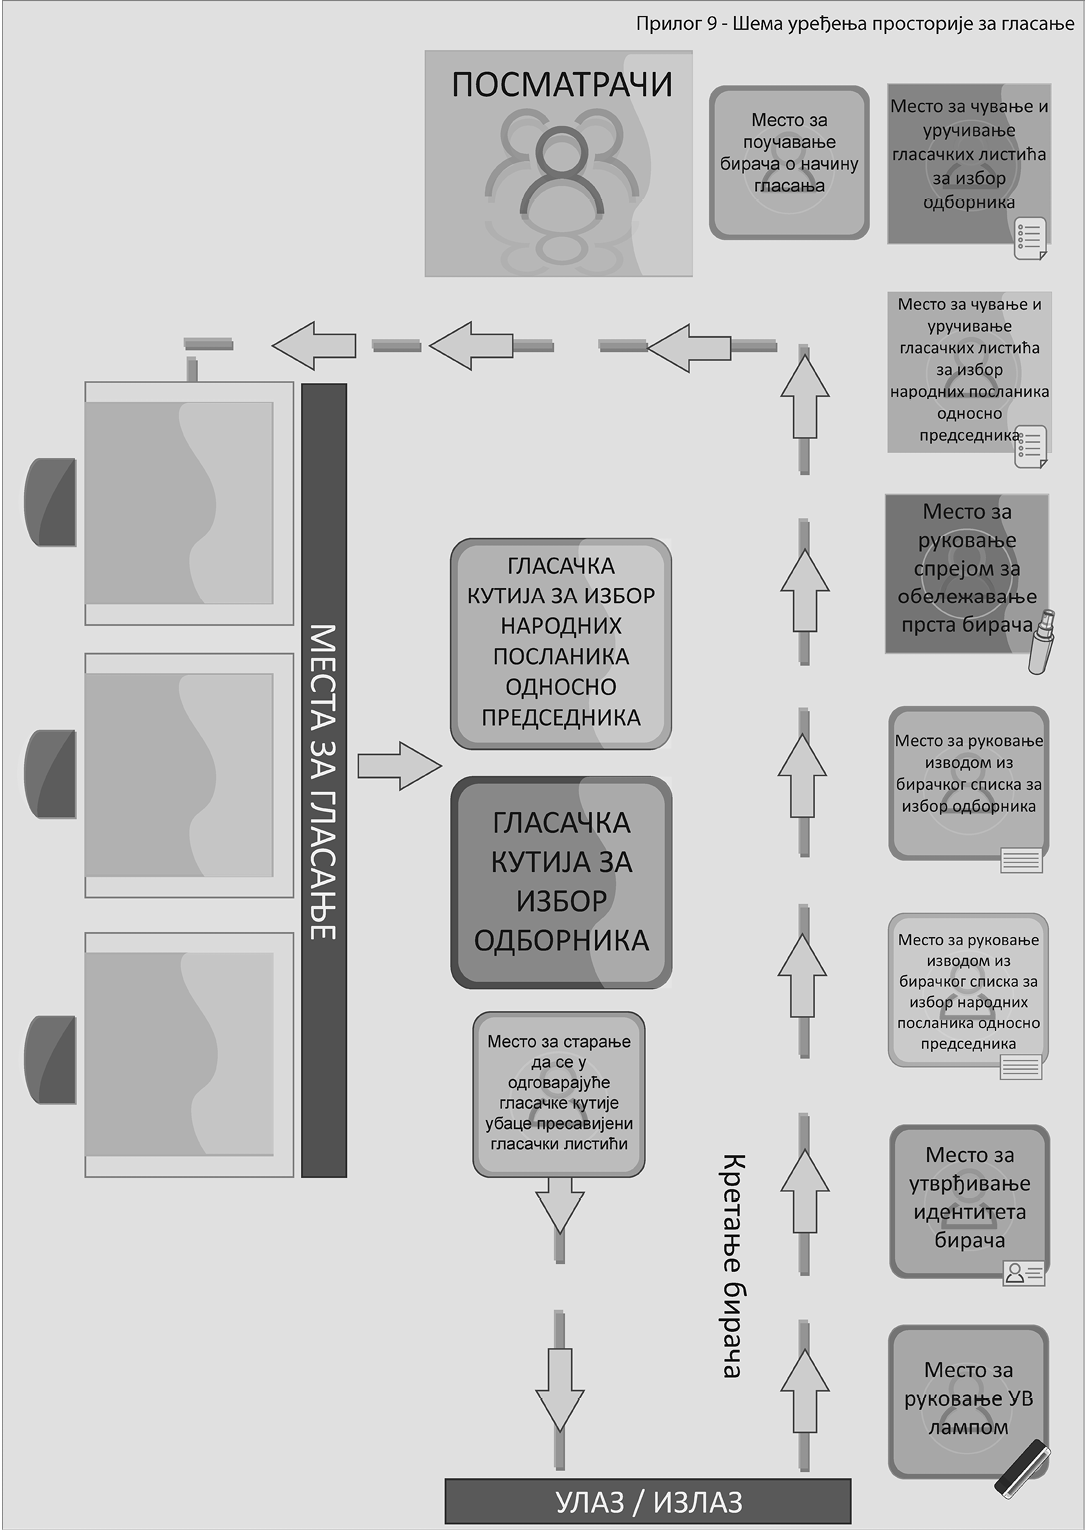 Прилог 9 - Шема уређења просторије за гласање
ПОСМАТРАЧИ
Место за
поучавање
бирача о начину
гласања
Место за чување и
уручивање
гласачких листића
за избор
одборника
Место за чување и
уручивање
гласачких листића
за избор
народних посланика
односно
председника
Место за
руковање
спрејом за
обележавање
прста бирача
МЕСТА ЗА ГЛАСАЊЕ
ГЛАСАЧКА
КУТИЈА ЗА ИЗБОР
НАРОДНИХ
ПОСЛАНИКА
ОДНОСНО
ПРЕДСЕДНИКА
Место за руковање
изводом из
бирачког списка за
избор одборника
ГЛАСАЧКА
КУТИЈА ЗА
ИЗБОР
ОДБОРНИКА
Место за руковање
изводом из
бирачког списка за
избор народних
посланика односно
председника
Место за старање
да се у
одговарајуће
гласачке кутије
убаце пресавијени
гласачки листићи
Кретање бирача
Место за
утврђивање
идентитета
бирача
Место за
руковање УВ
лампом
УЛАЗ / ИЗЛАЗ